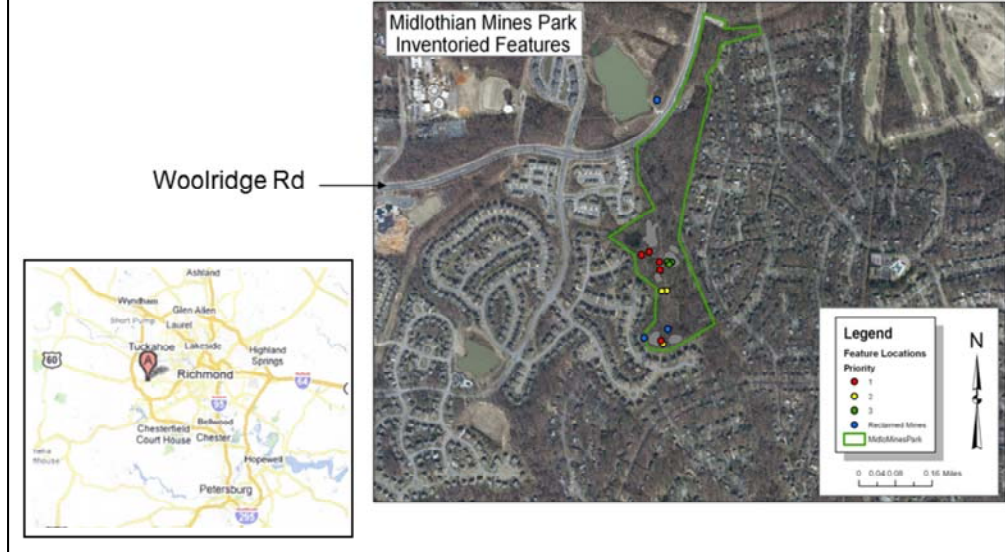 Midlothian Mines Park
Inventoried Features
Woolridge Rd
Ashland
Wyndham
Glen Allen
Short Pump
Laurel
Tuckahoe
Lakeside
Highland
Springs
60
A
Richmond
64
95
Chesterfield
Court House
Bellwood
Chester
Hopewell
Petersburg
295
Legend
Feature Locations
Priority
1
2
3
Reclaimed Mines
MidloMinesPark
N
0 0.04 0.08 0.16 Miles